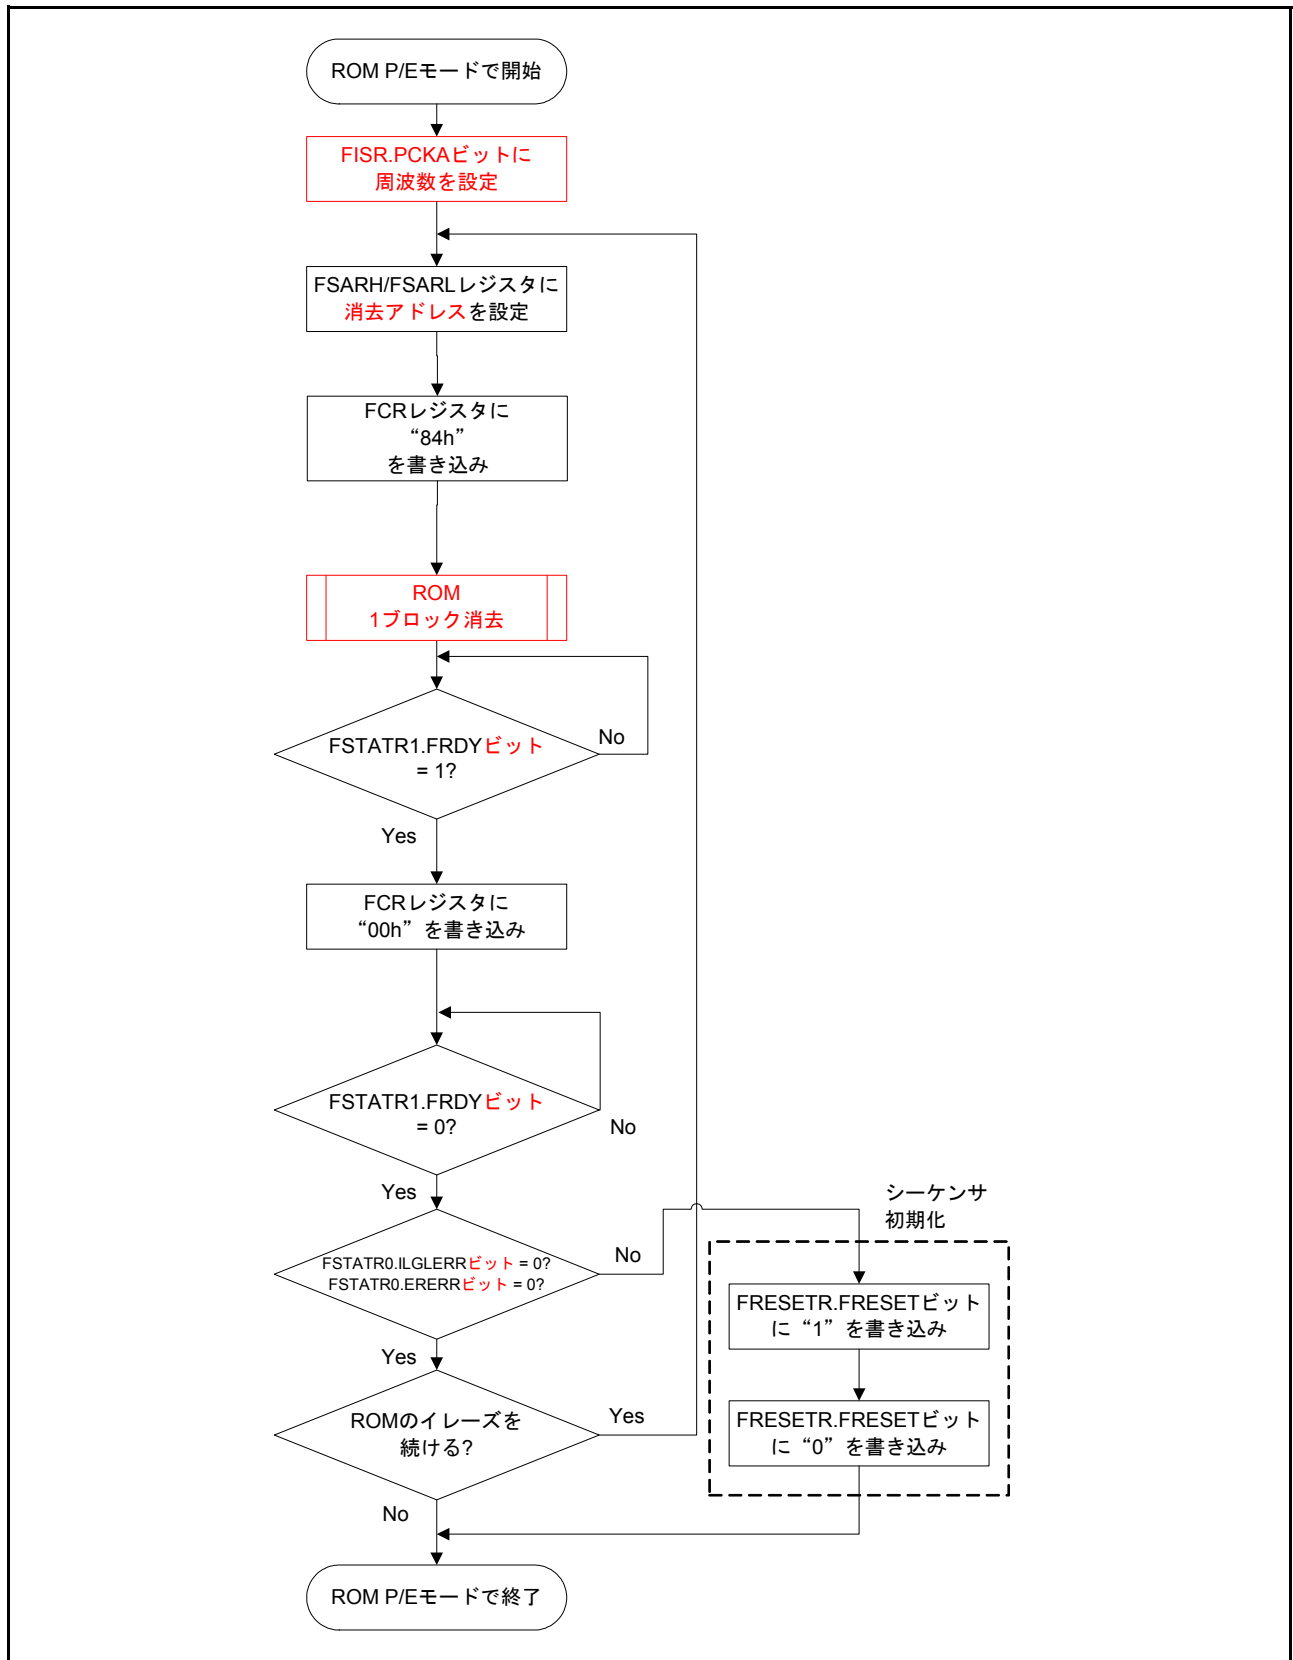 ROM P/Eモードで開始
FISR.PCKAビットに
周波数を設定
FSARH/FSARLレジスタに
消去アドレスを設定
FCRレジスタに
“84h”
を書き込み
ROM
1ブロック消去
FSTATR1.FRDYビット
= 1?
No
Yes
FCRレジスタに
“00h”を書き込み
FSTATR1.FRDYビット
= 0?
No
Yes
FSTATR0.ILGLERRビット = 0?
FSTATR0.ERERRビット = 0?
No
Yes
シーケンサ
初期化
FRESETR.FRESETビット
に“1”を書き込み
FRESETR.FRESETビット
に“0”を書き込み
ROMのイレーズを
続ける?
Yes
No
ROM P/Eモードで終了